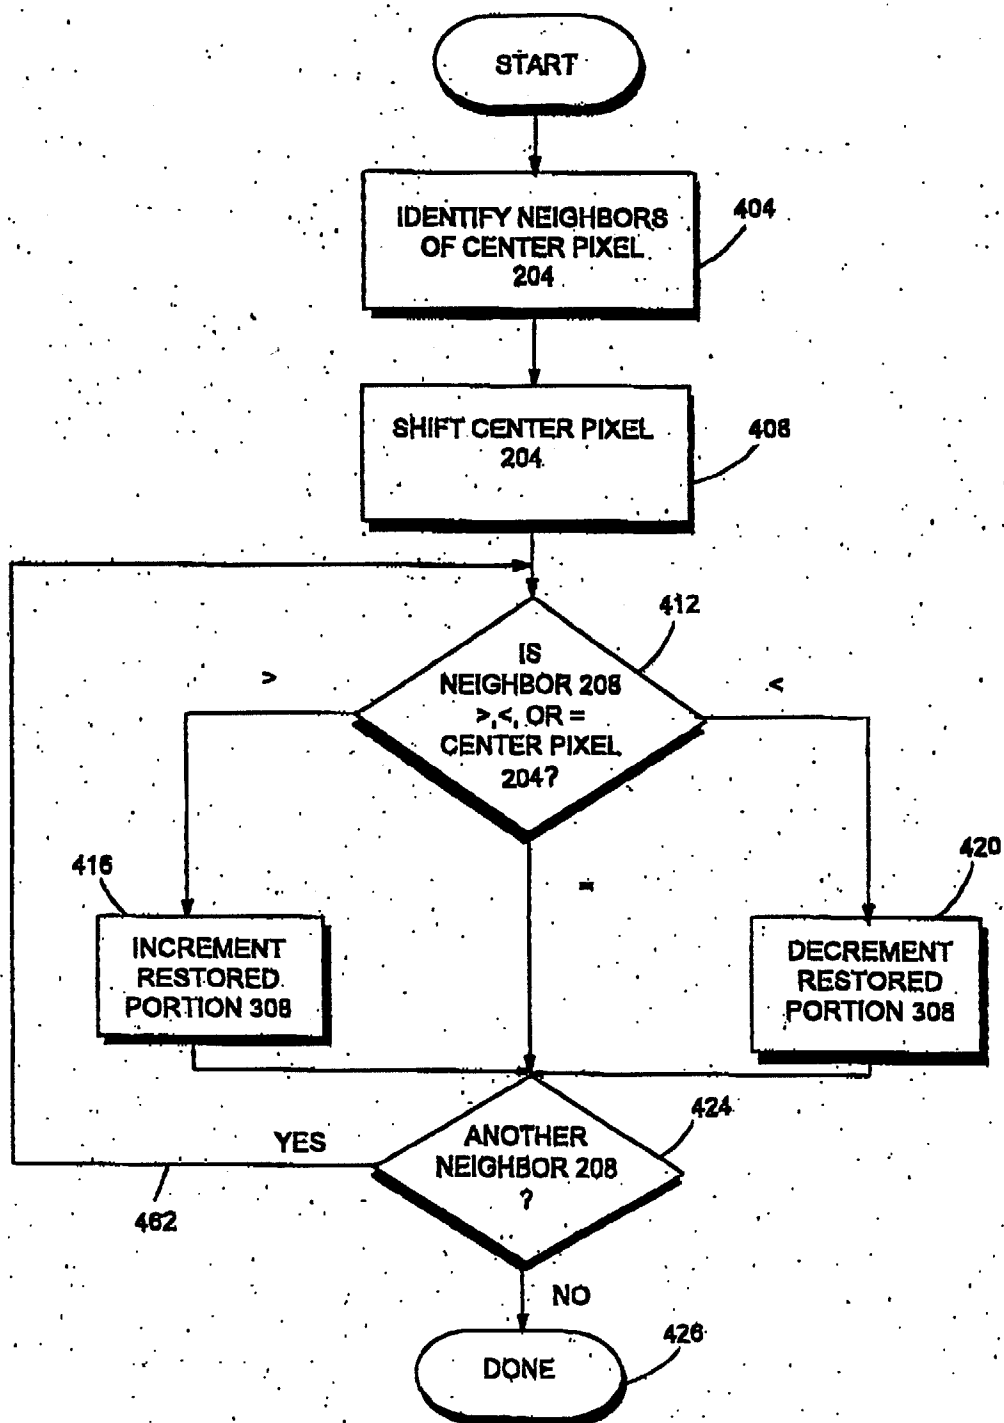 START
IDENTIFY NEIGHBORS
OF CENTER PIXEL
204
404
SHIFT CENTER PIXEL
204
408
412
IS
NEIGHBOR 208
>,<, OR =
CENTER PIXEL
204?
>
<
=
416
INCREMENT
RESTORED
PORTION 308
420
DECREMENT
RESTORED
PORTION 308
424
ANOTHER
NEIGHBOR 208
?
YES
462
NO
DONE
426